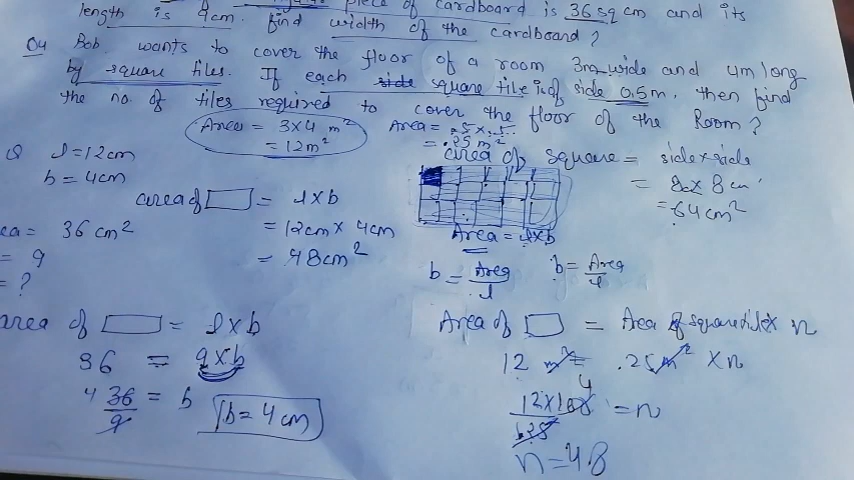 piece of cardboard is 36 sq cm and its
length is 9cm. find width of the cardboard?
Q4 Bob wants to cover the floor of a room 3m wide and 4m long
by square tiles. If each side square tile is of side 0.5m, then find
the no. of tiles required to cover the floor of the Room?
Area = 3x4 m²
= 12m²
Area = .5 x .5
= .25 m²
l = 12cm
b = 4cm
area of = l x b
= 12cm x 4cm
= 48cm²
area of square = side x side
= 8 x 8 cm
= 64 cm²
Area = l x b
b = Area / l
b = Area / l
ea = 36 cm²
= 9
= ?
area of = l x b
36 = 9 x b
4 36 / 9 = b
b = 4 cm
Area of = Area of square tile x n
12 m² = .25 m² x n
4
12 x 100 / 25 = n
n = 48